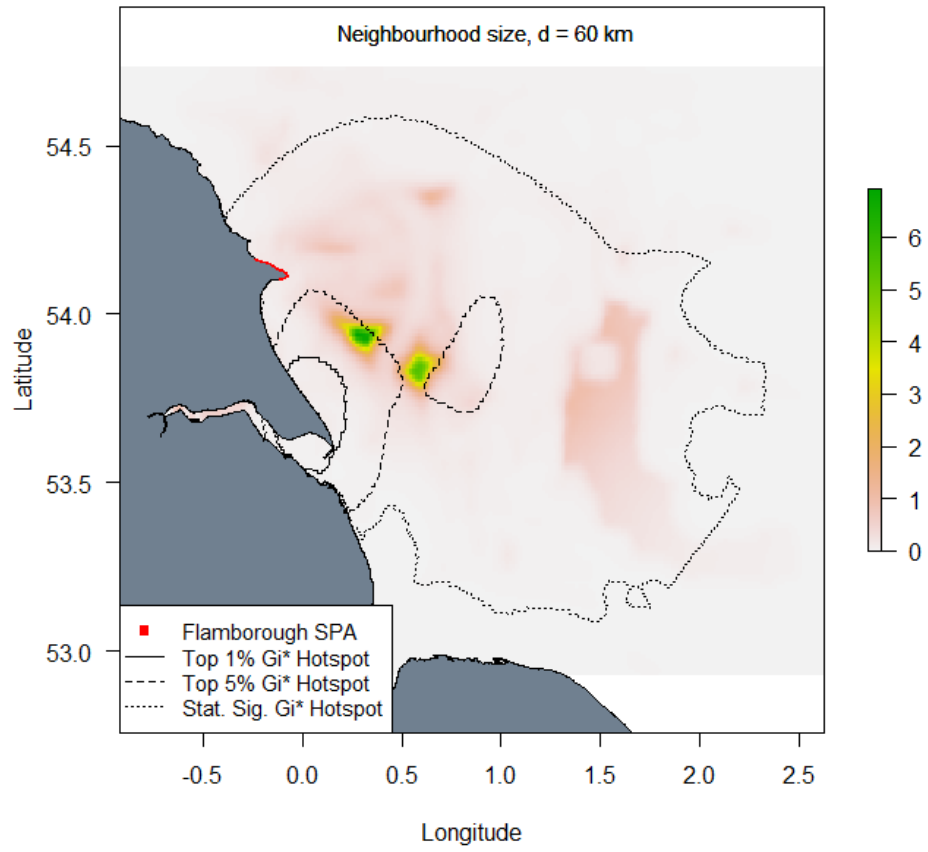 Neighbourhood size, d = 60 km
54.5
54.0
53.5
53.0
Latitude
6
5
4
3
2
1
0
Flamborough SPA
Top 1% Gi* Hotspot
Top 5% Gi* Hotspot
Stat. Sig. Gi* Hotspot
-0.5 0.0 0.5 1.0 1.5 2.0 2.5
Longitude